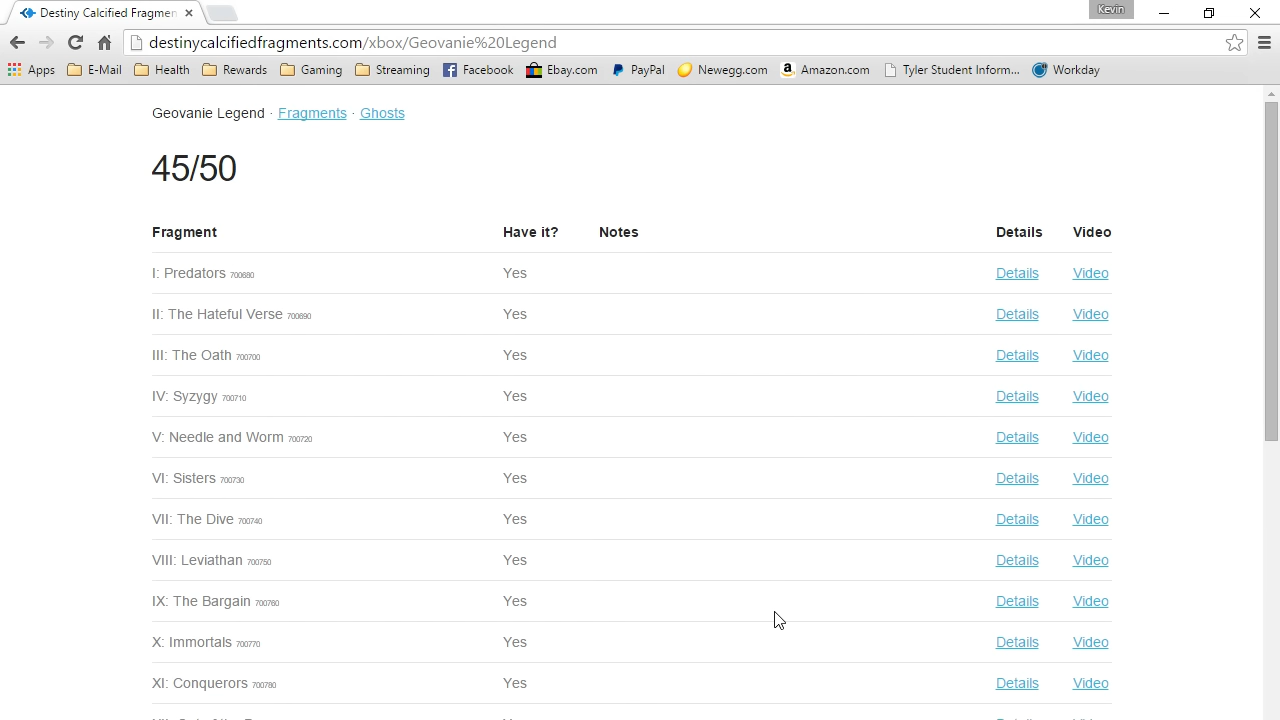 Destiny Calcified Fragmen
Kevin
destinycalcifiedfragments.com/xbox/Geovanie%20Legend
Apps E-Mail Health Rewards Gaming Streaming Facebook Ebay.com PayPal Newegg.com Amazon.com Tyler Student Inform... Workday
Geovanie Legend · Fragments · Ghosts
45/50
Fragment Have it? Notes Details Video
I: Predators 700680 Yes Details Video
II: The Hateful Verse 700690 Yes Details Video
III: The Oath 700700 Yes Details Video
IV: Syzygy 700710 Yes Details Video
V: Needle and Worm 700720 Yes Details Video
VI: Sisters 700730 Yes Details Video
VII: The Dive 700740 Yes Details Video
VIII: Leviathan 700750 Yes Details Video
IX: The Bargain 700760 Yes Details Video
X: Immortals 700770 Yes Details Video
XI: Conquerors 700780 Yes Details Video